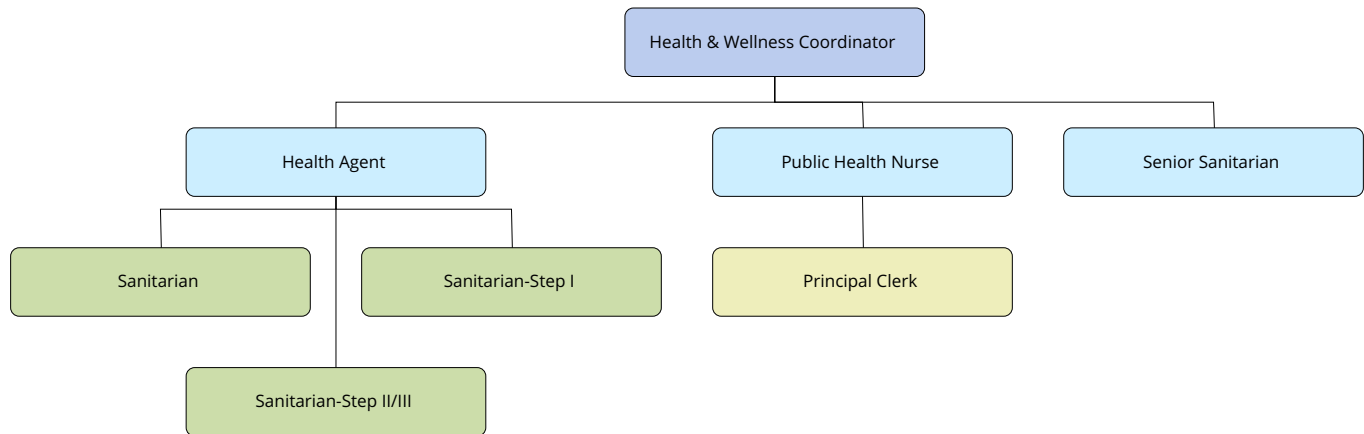 Health & Wellness Coordinator
Health Agent
Public Health Nurse
Senior Sanitarian
Sanitarian
Sanitarian-Step I
Principal Clerk
Sanitarian-Step II/III